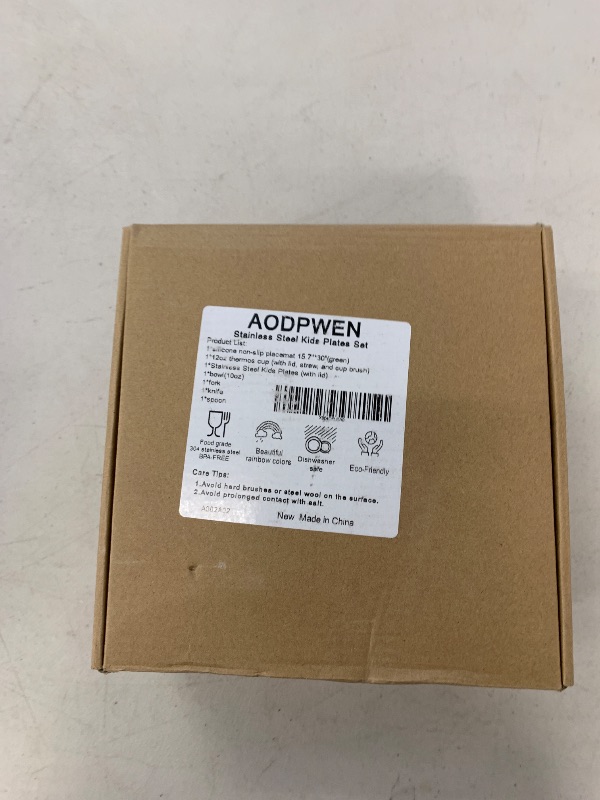 AODPWEN
Stainless Steel Kids Plates Set
Product List:
1*silicone non-slip placemat 15.7"*30"(green)
1*12oz thermos cup (with lid, straw, and cup brush)
1*Stainless Steel Kids Plates (with lid)
1*bowl(10oz)
1*fork
1*knife
1*spoon
Food grade
304 stainless steel
BPA-FREE
Beautiful
rainbow colors
Dishwasher
safe
Eco-Friendly
Care Tips:
1.Avoid hard brushes or steel wool on the surface.
2.Avoid prolonged contact with salt.
New Made in China